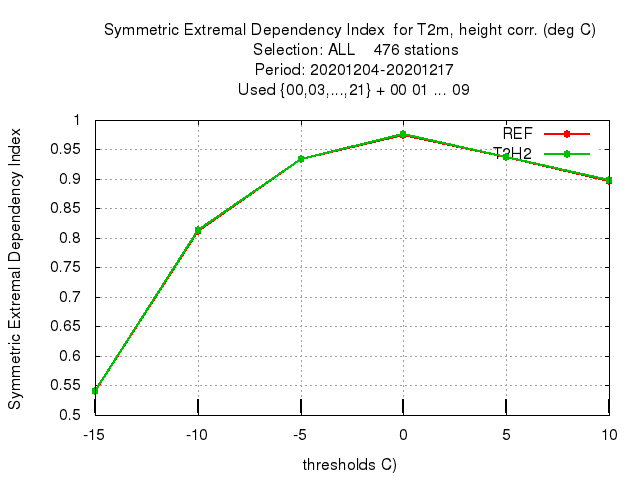 Symmetric Extremal Dependency Index  for T2m, height corr. (deg C)
Selection: ALL    476 stations
Period: 20201204-20201217
Used {00,03,...,21} + 00 01 ... 09
Symmetric Extremal Dependency Index
1
0.95
0.9
0.85
0.8
0.75
0.7
0.65
0.6
0.55
0.5
REF
T2H2
-15 -10 -5 0 5 10
thresholds C)